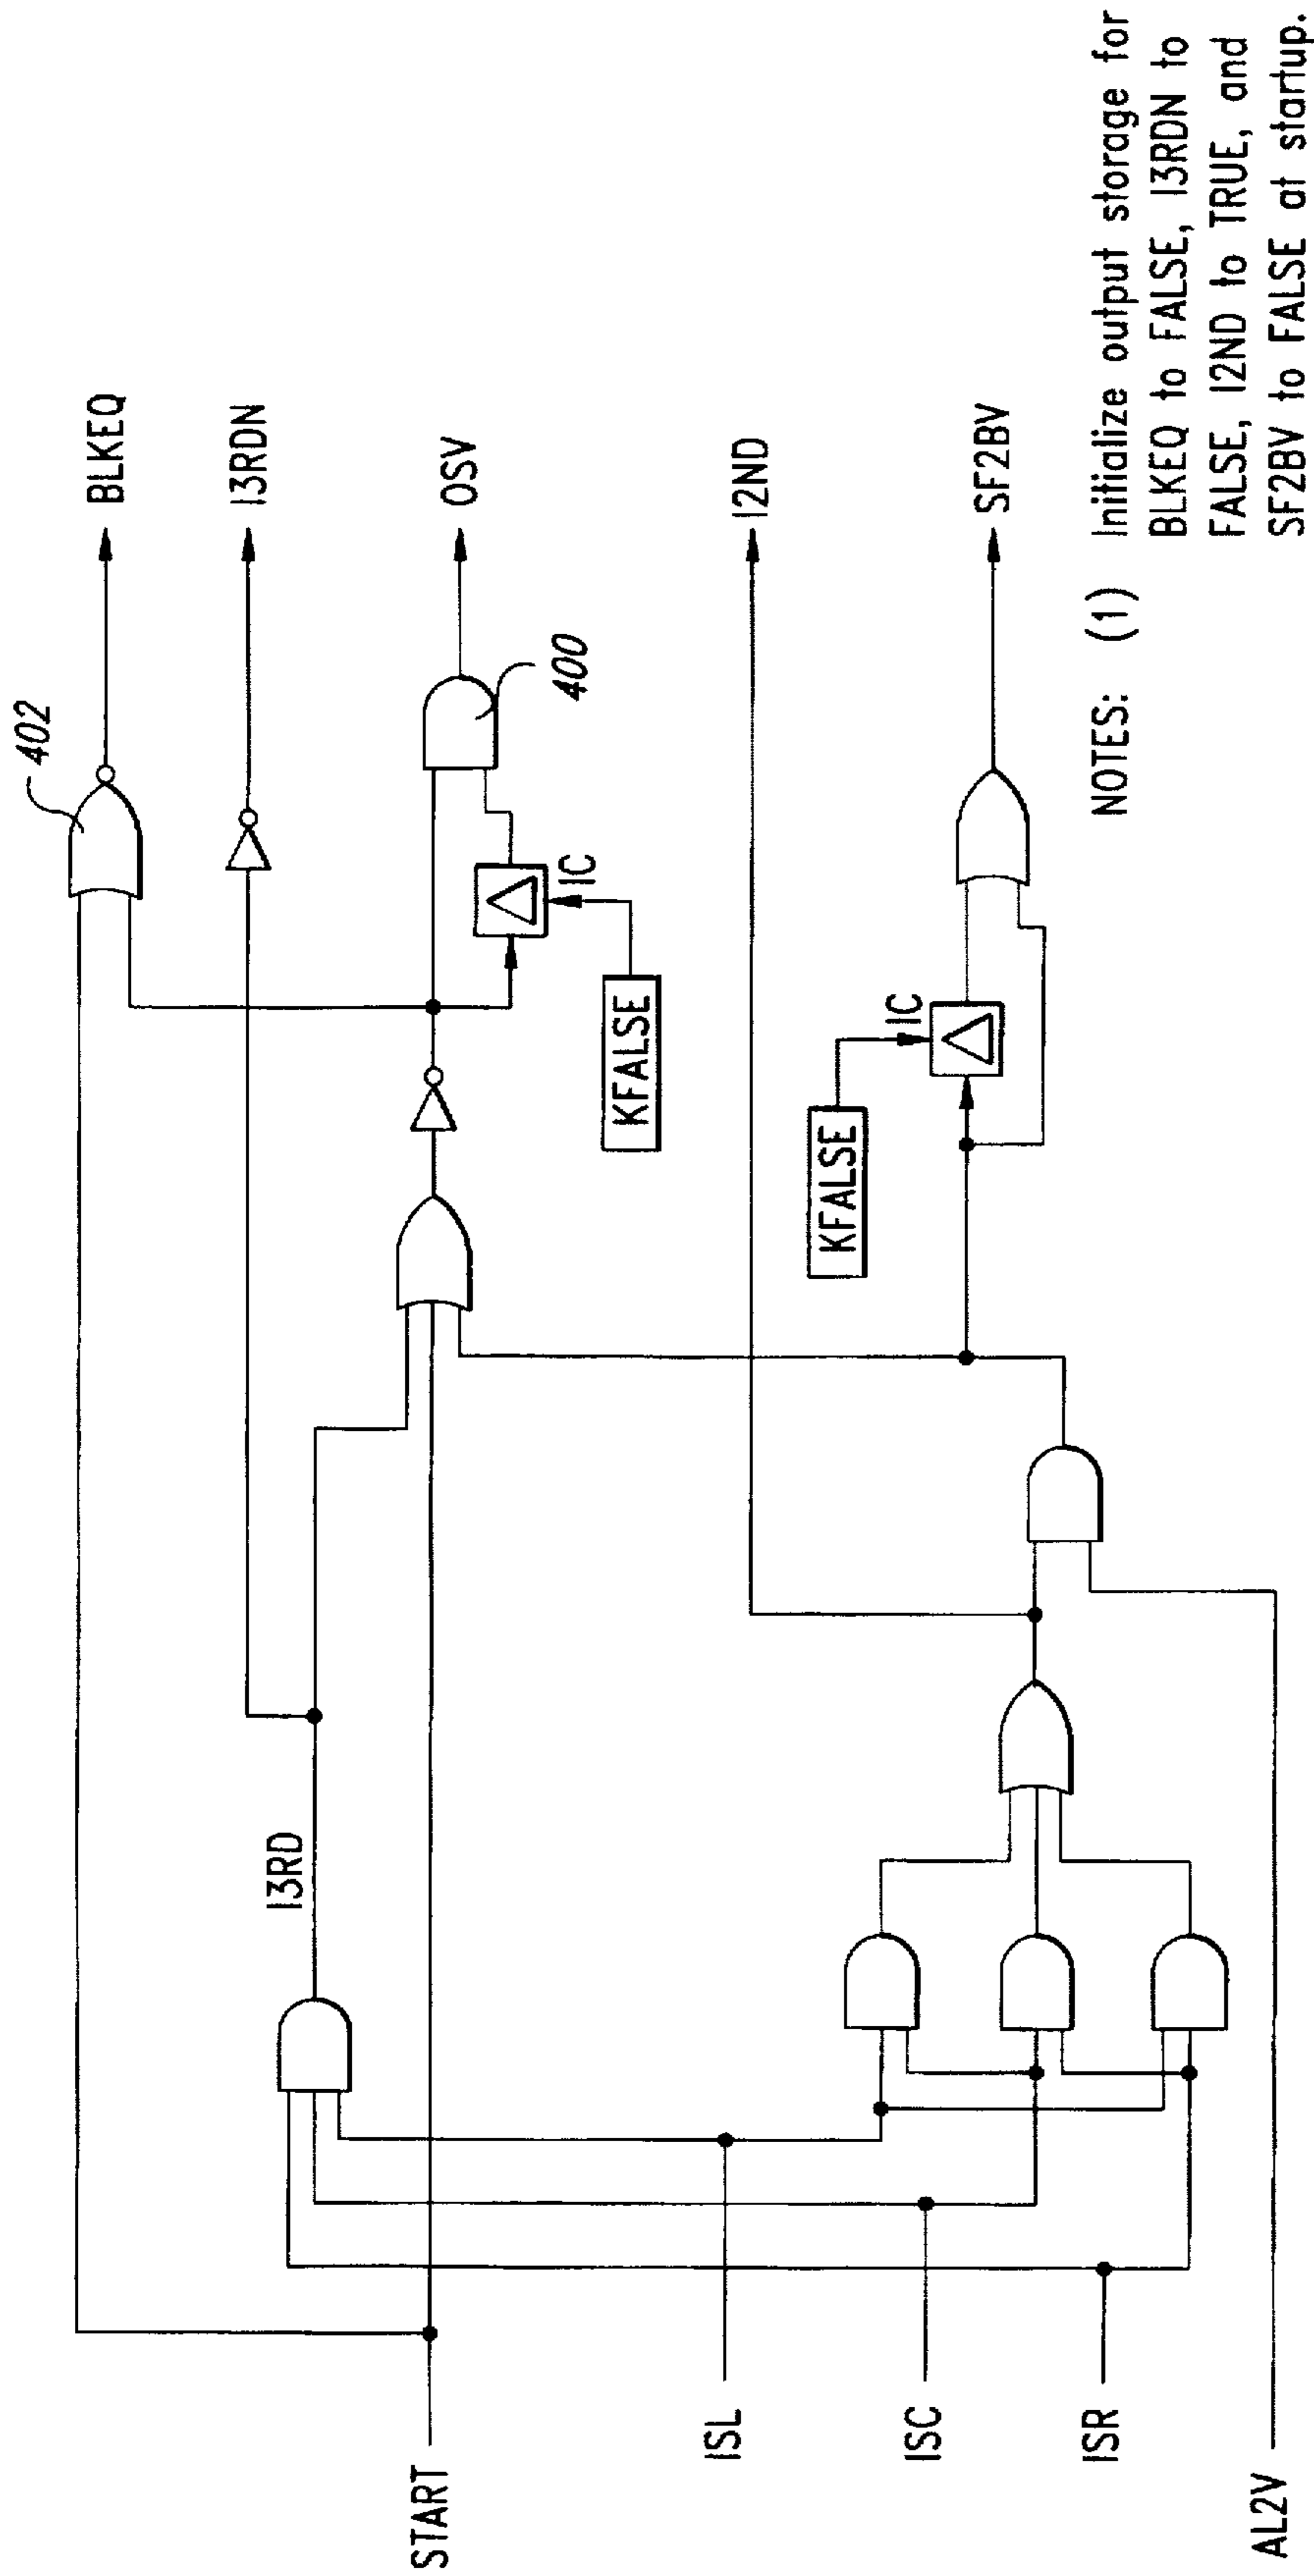 402
BLKEQ
I3RDN
OSV
400
IC
KFALSE
I3RD
START
I2ND
ISL
KFALSE
IC
SF2BV
ISC
ISR
AL2V
NOTES: (1) Initialize output storage for
BLKEQ to FALSE, I3RDN to
FALSE, I2ND to TRUE, and
SF2BV to FALSE at startup.